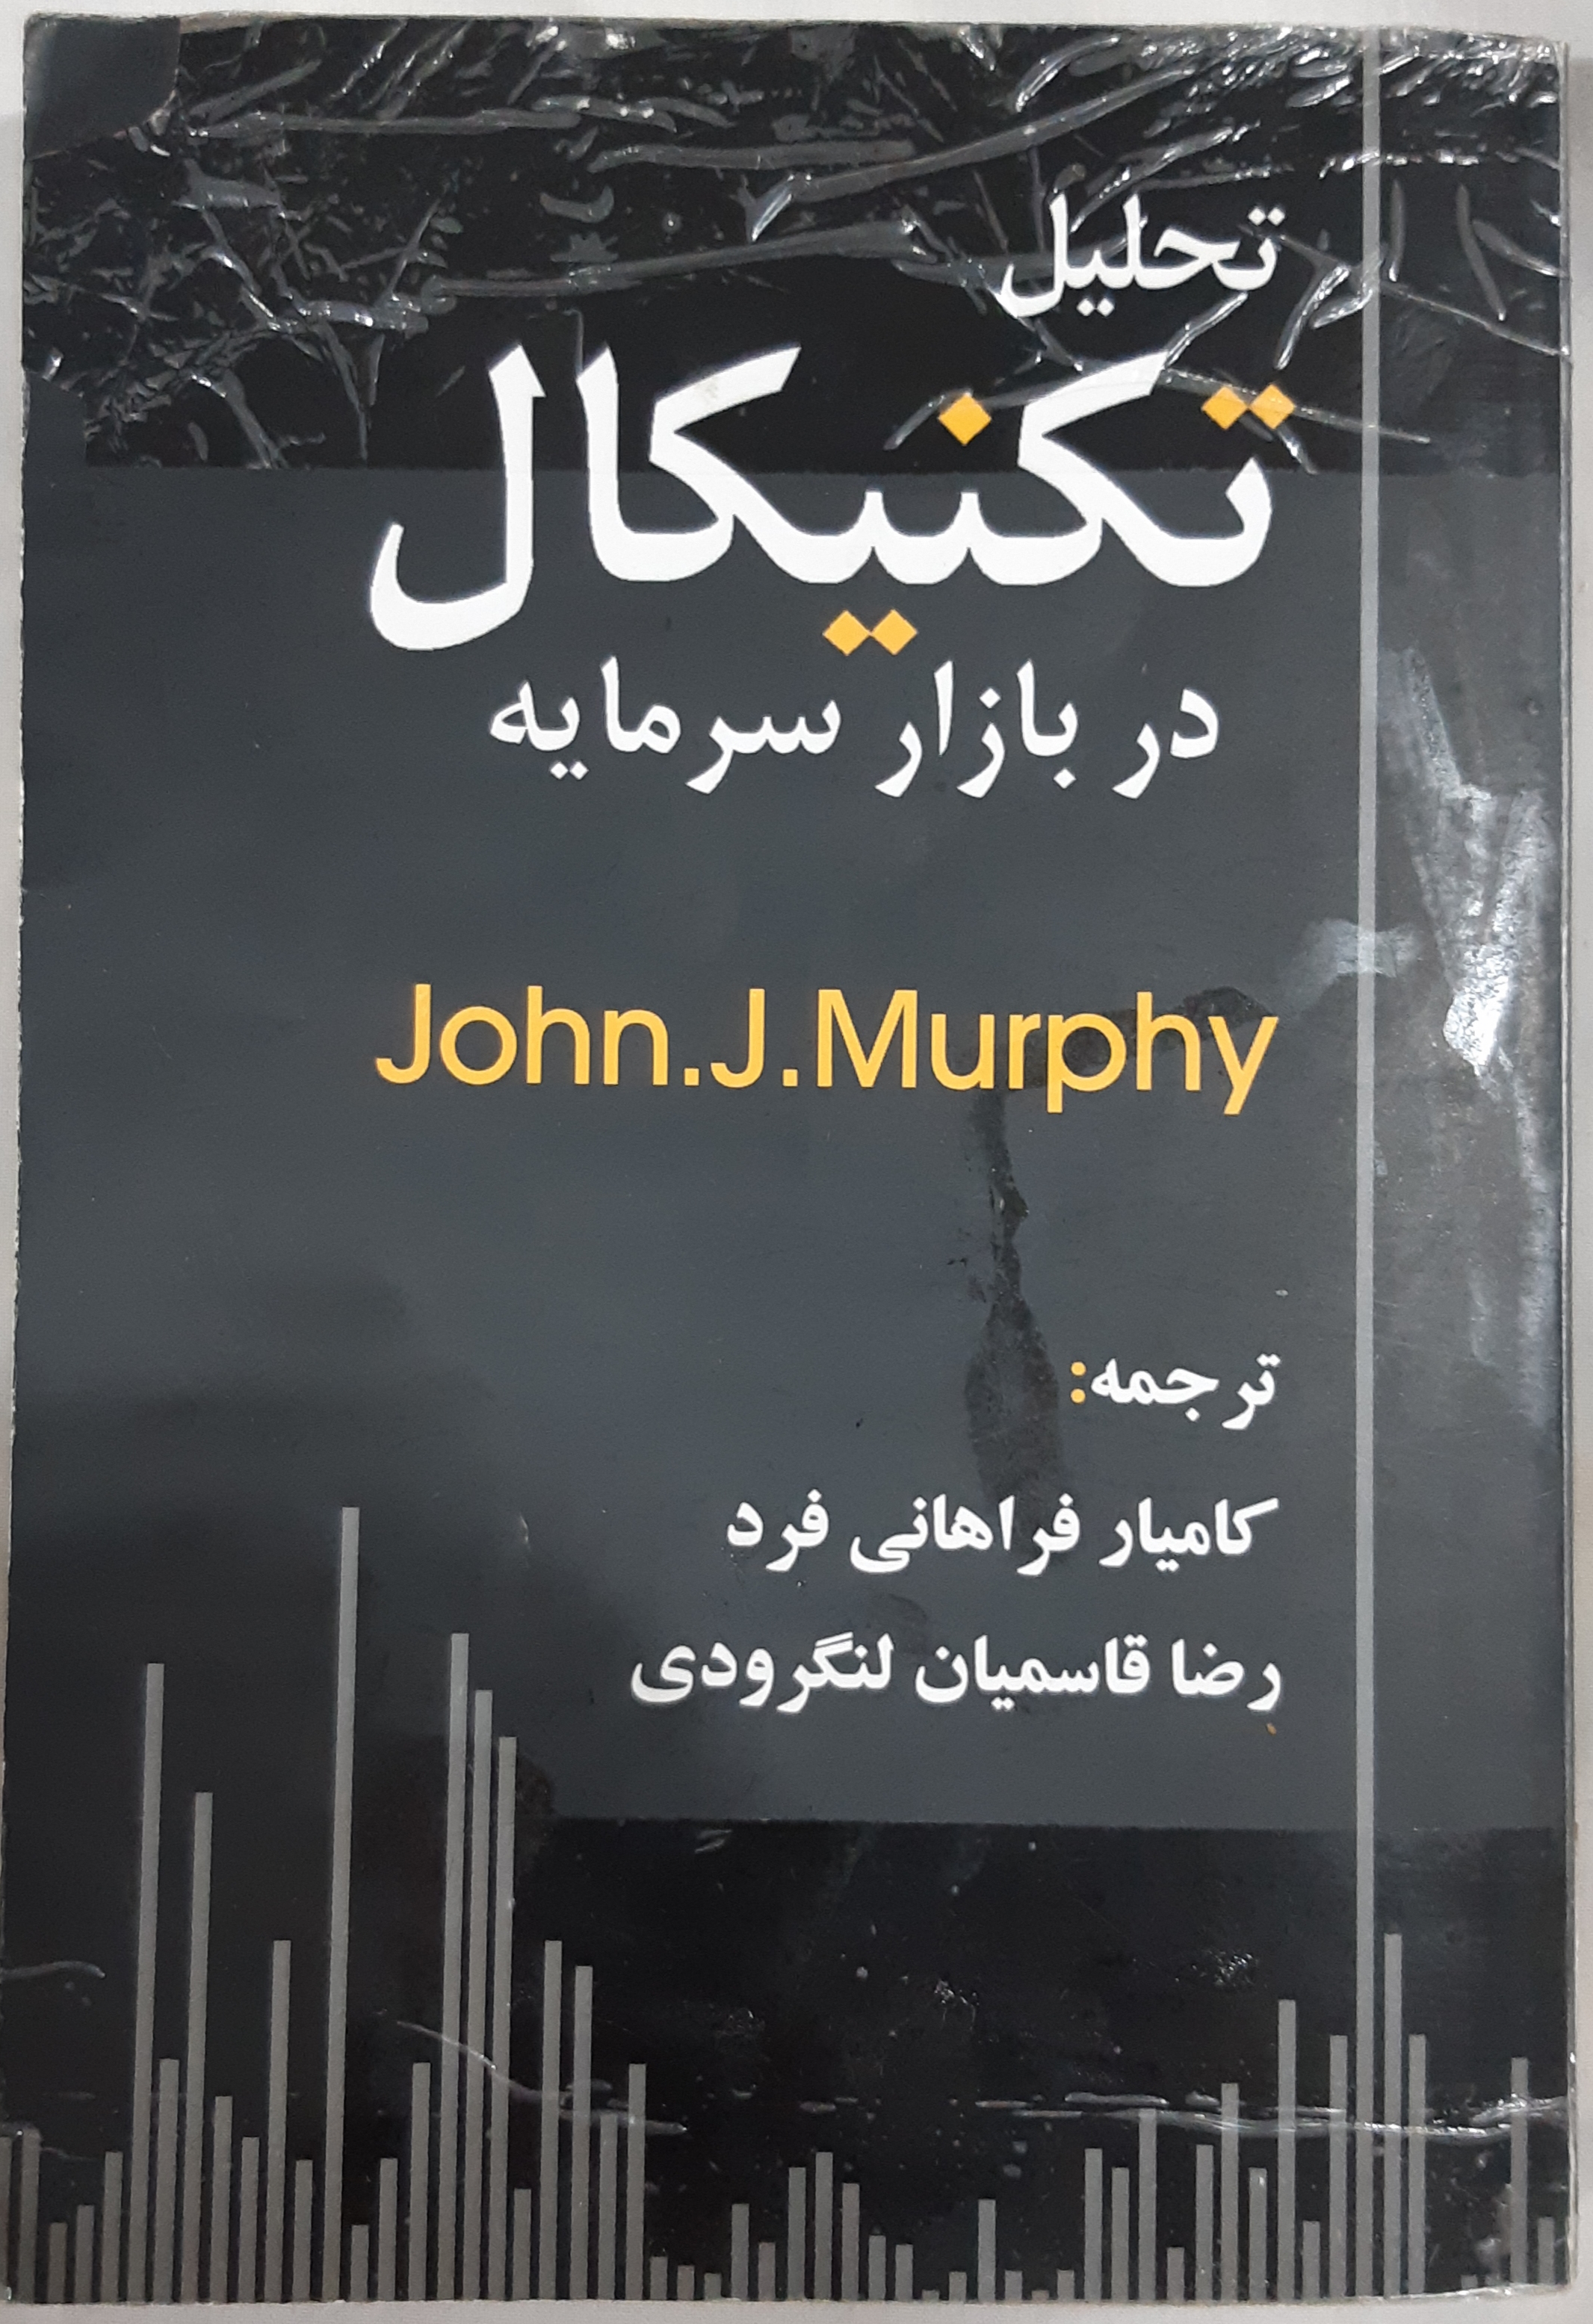 تحلیل
تکنیکال
در بازار سرمایه
John.J.Murphy
ترجمه:
کامیار فراهانی فرد
رضا قاسمیان لنگرودی